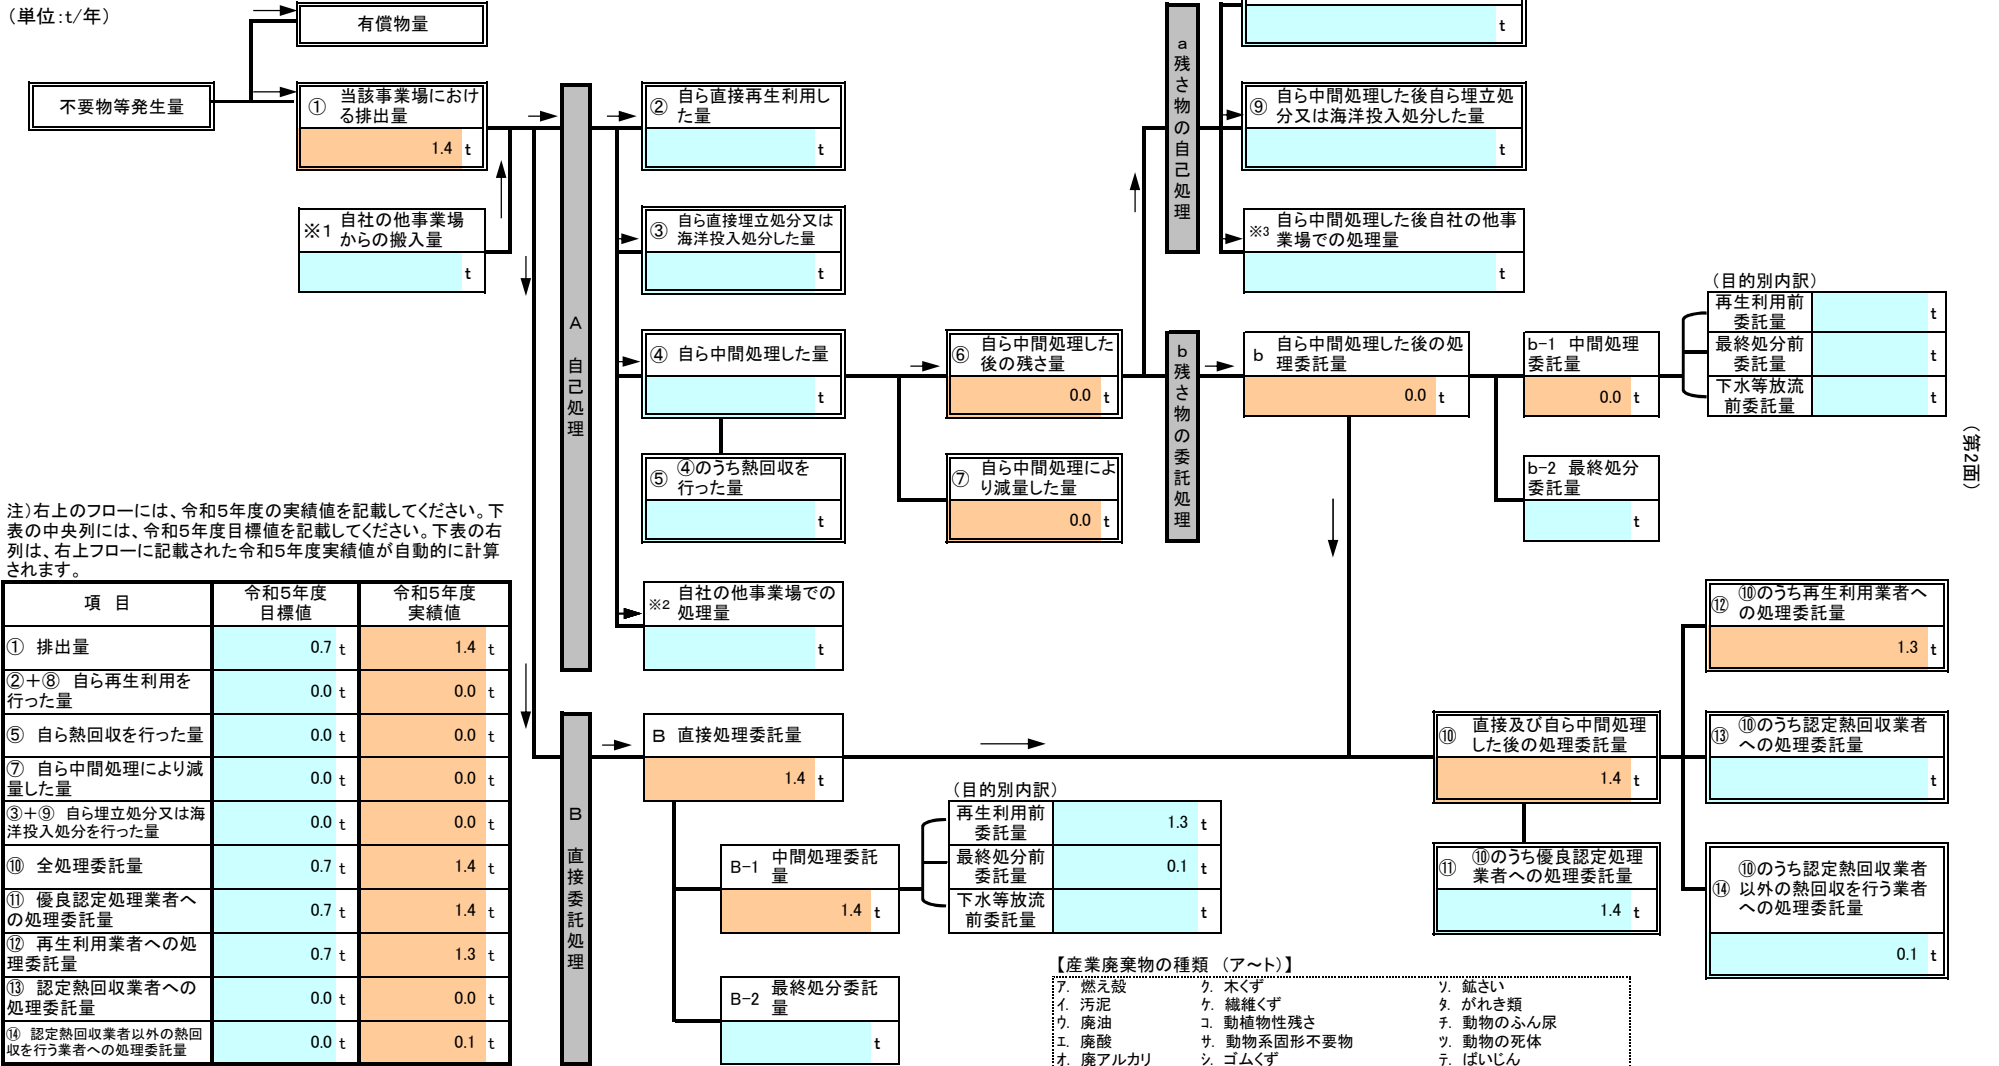 （単位:t/年）
有償物量
不要物等発生量
① 当該事業場におけ
る排出量
1.4 t
※1 自社の他事業場
からの搬入量
t
A 自己処理
② 自ら直接再生利用し
た量
t
③ 自ら直接埋立処分又は
海洋投入処分した量
t
④ 自ら中間処理した量
t
⑤ ④のうち熱回収を
行った量
t
※2 自社の他事業場での
処理量
t
⑥ 自ら中間処理した
後の残さ量
0.0 t
⑦ 自ら中間処理によ
り減量した量
0.0 t
a残さ物の自己処理
t
⑨ 自ら中間処理した後自ら埋立処
分又は海洋投入処分した量
t
※3 自ら中間処理した後自社の他事
業場での処理量
t
b残さ物の委託処理
b 自ら中間処理した後の処
理委託量
0.0 t
b-1 中間処理
委託量
0.0 t
b-2 最終処分
委託量
t
（目的別内訳）
再生利用前
委託量
t
最終処分前
委託量
t
下水等放流
前委託量
t
（第2面）
注）右上のフローには、令和5年度の実績値を記載してください。下
表の中央列には、令和5年度目標値を記載してください。下表の右
列は、右上フローに記載された令和5年度実績値が自動的に計算
されます。
項 目 令和5年度
目標値 令和5年度
実績値
① 排出量 0.7 t 1.4 t
②+⑧ 自ら再生利用を
行った量 0.0 t 0.0 t
⑤ 自ら熱回収を行った量 0.0 t 0.0 t
⑦ 自ら中間処理により減
量した量 0.0 t 0.0 t
③+⑨ 自ら埋立処分又は海
洋投入処分を行った量 0.0 t 0.0 t
⑩ 全処理委託量 0.7 t 1.4 t
⑪ 優良認定処理業者へ
の処理委託量 0.7 t 1.4 t
⑫ 再生利用業者への処
理委託量 0.7 t 1.3 t
⑬ 認定熱回収業者への
処理委託量 0.0 t 0.0 t
⑭ 認定熱回収業者以外の熱回
収を行う業者への処理委託量 0.0 t 0.1 t
B 直接委託処理
B 直接処理委託量
1.4 t
B-1 中間処理委託
量
1.4 t
B-2 最終処分委託
量
t
（目的別内訳）
再生利用前
委託量
1.3 t
最終処分前
委託量
0.1 t
下水等放流
前委託量
t
⑩ 直接及び自ら中間処理
した後の処理委託量
1.4 t
⑪ ⑩のうち優良認定処理
業者への処理委託量
1.4 t
⑫ ⑩のうち再生利用業者へ
の処理委託量
1.3 t
⑬ ⑩のうち認定熱回収業者
への処理委託量
t
⑭ ⑩のうち認定熱回収業者
以外の熱回収を行う業者
への処理委託量
0.1 t
【産業廃棄物の種類 （ア～ト）】
ア. 燃え殻 ク. 木くず ソ. 鉱さい
イ. 汚泥 ケ. 繊維くず タ. がれき類
ウ. 廃油 コ. 動植物性残さ チ. 動物のふん尿
エ. 廃酸 サ. 動物系固形不要物 ツ. 動物の死体
オ. 廃アルカリ シ. ゴムくず テ. ばいじん